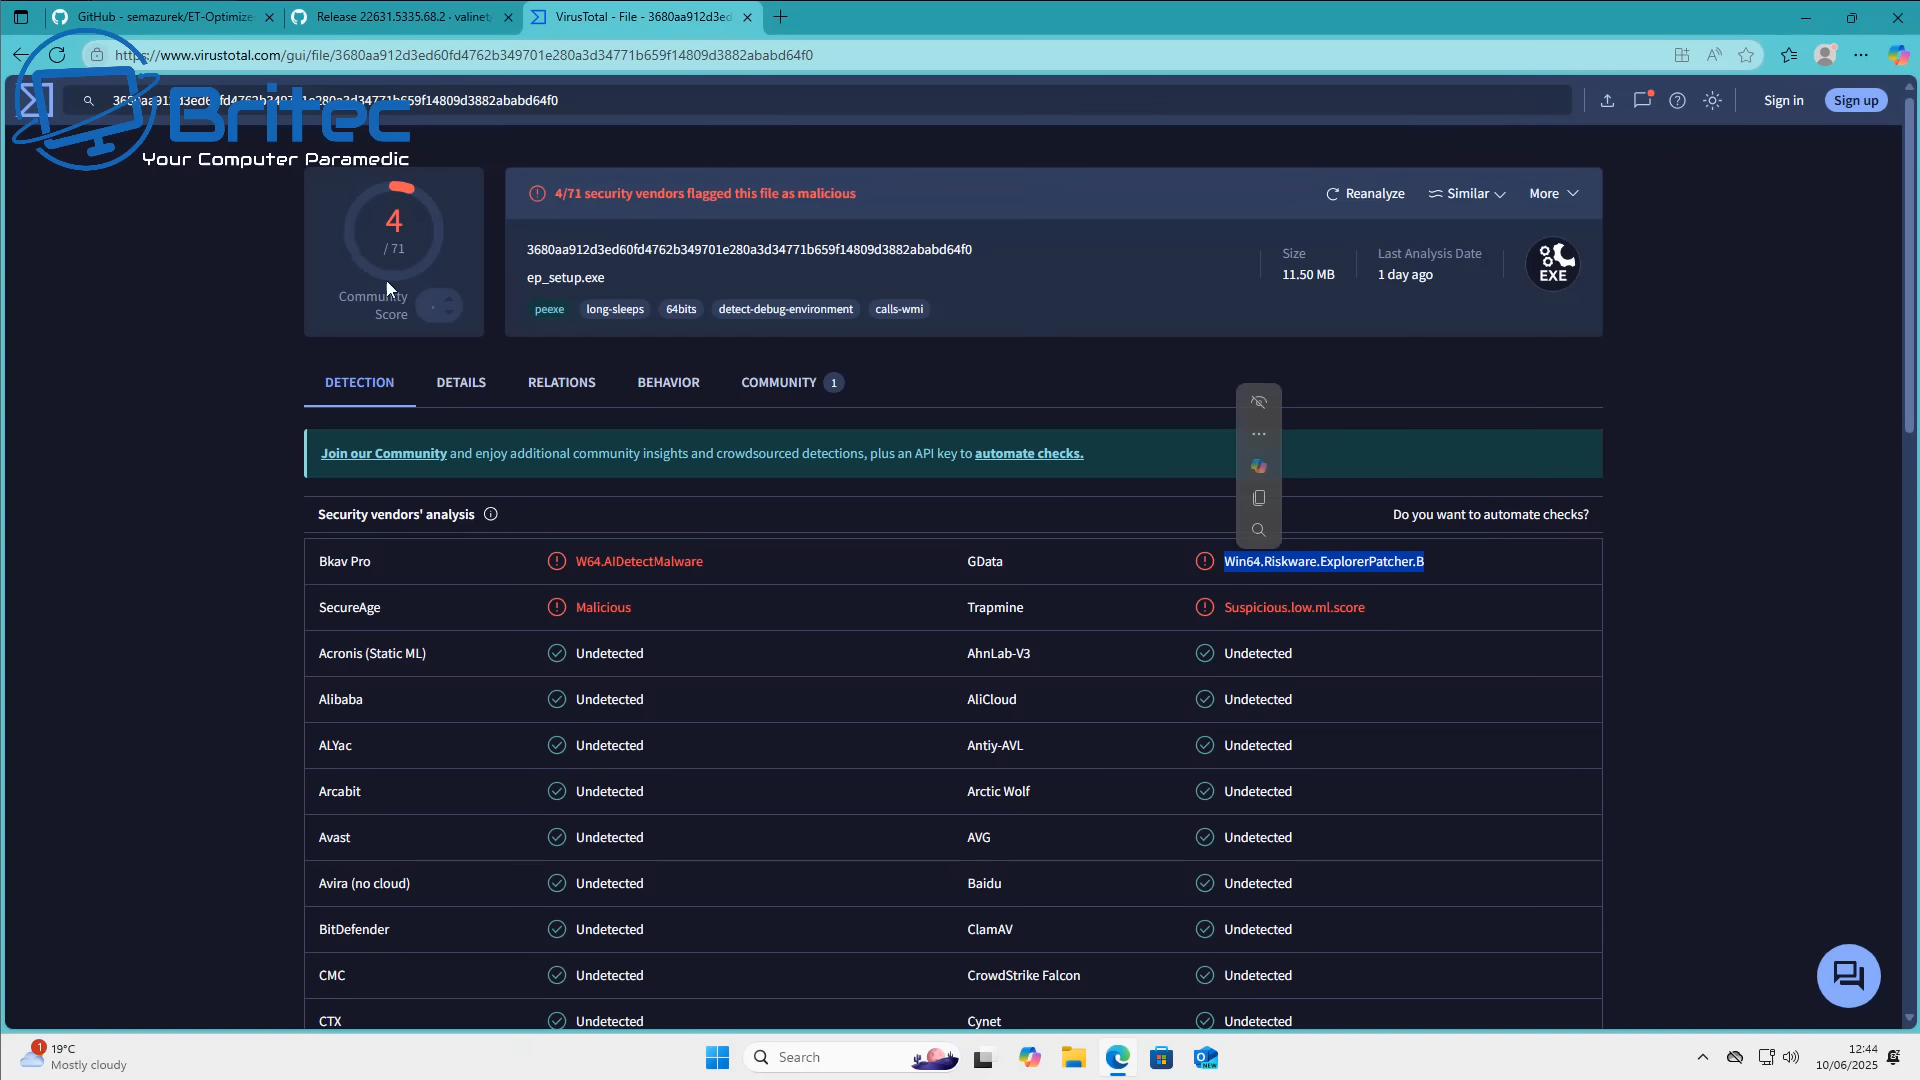 GitHub - semazurek/ET-Optimize
Release 22631.5335.68.2 · valinet
VirusTotal - File - 3680aa912d3ed
https://www.virustotal.com/gui/file/3680aa912d3ed60fd4762b349701e280a3d34771b659f14809d3882ababd64f0
3680aa912d3ed60fd4762b349701e280a3d34771b659f14809d3882ababd64f0
Sign in
Sign up
Britec
Your Computer Paramedic
4
/ 71
Community
Score
4/71 security vendors flagged this file as malicious
Reanalyze
Similar
More
3680aa912d3ed60fd4762b349701e280a3d34771b659f14809d3882ababd64f0
ep_setup.exe
peexe
long-sleeps
64bits
detect-debug-environment
calls-wmi
Size
11.50 MB
Last Analysis Date
1 day ago
EXE
DETECTION
DETAILS
RELATIONS
BEHAVIOR
COMMUNITY 1
Join our Community and enjoy additional community insights and crowdsourced detections, plus an API key to automate checks.
Security vendors' analysis
Do you want to automate checks?
Bkav Pro
W64.AIDetectMalware
GData
Win64.Riskware.ExplorerPatcher.B
SecureAge
Malicious
Trapmine
Suspicious.low.ml.score
Acronis (Static ML)
Undetected
AhnLab-V3
Undetected
Alibaba
Undetected
AliCloud
Undetected
ALYac
Undetected
Antiy-AVL
Undetected
Arcabit
Undetected
Arctic Wolf
Undetected
Avast
Undetected
AVG
Undetected
Avira (no cloud)
Undetected
Baidu
Undetected
BitDefender
Undetected
ClamAV
Undetected
CMC
Undetected
CrowdStrike Falcon
Undetected
CTX
Undetected
Cynet
Undetected
1
19°C
Mostly cloudy
Search
NEW
12:44
10/06/2025